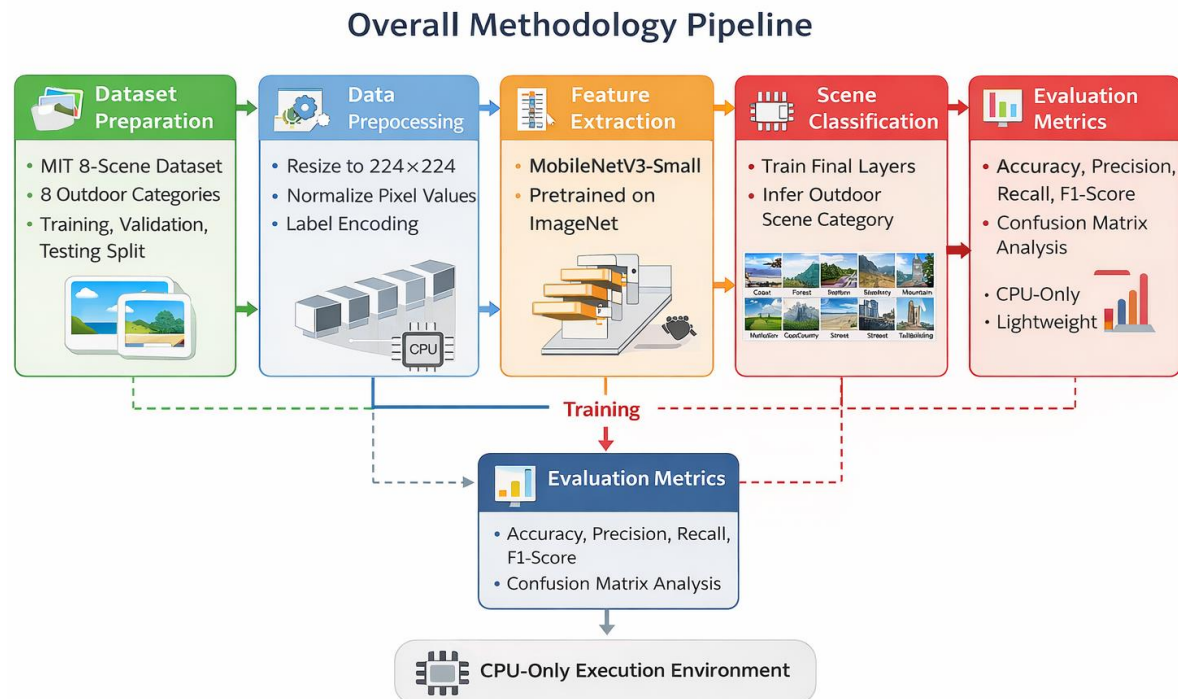 Overall Methodology Pipeline
Dataset
Preparation
• MIT 8-Scene Dataset
• 8 Outdoor Categories
• Training, Validation,
Testing Split
Data
Prepocessing
• Resize to 224×224
• Normalize Pixel Values
• Label Encoding
CPU
Feature
Extraction
• MobileNetV3-Small
• Pretrained on
ImageNet
Scene
Classification
• Train Final Layers
• Infer Outdoor
Scene Category
Coast Forest Mountain
Street Street
Evaluation
Metrics
• Accuracy, Precision,
Recall, F1-Score
• Confusion Matrix
Analysis
• CPU-Only
• Lightweight
Training
Evaluation Metrics
• Accuracy, Precision, Recall,
F1-Score
• Confusion Matrix Analysis
CPU-Only Execution Environment